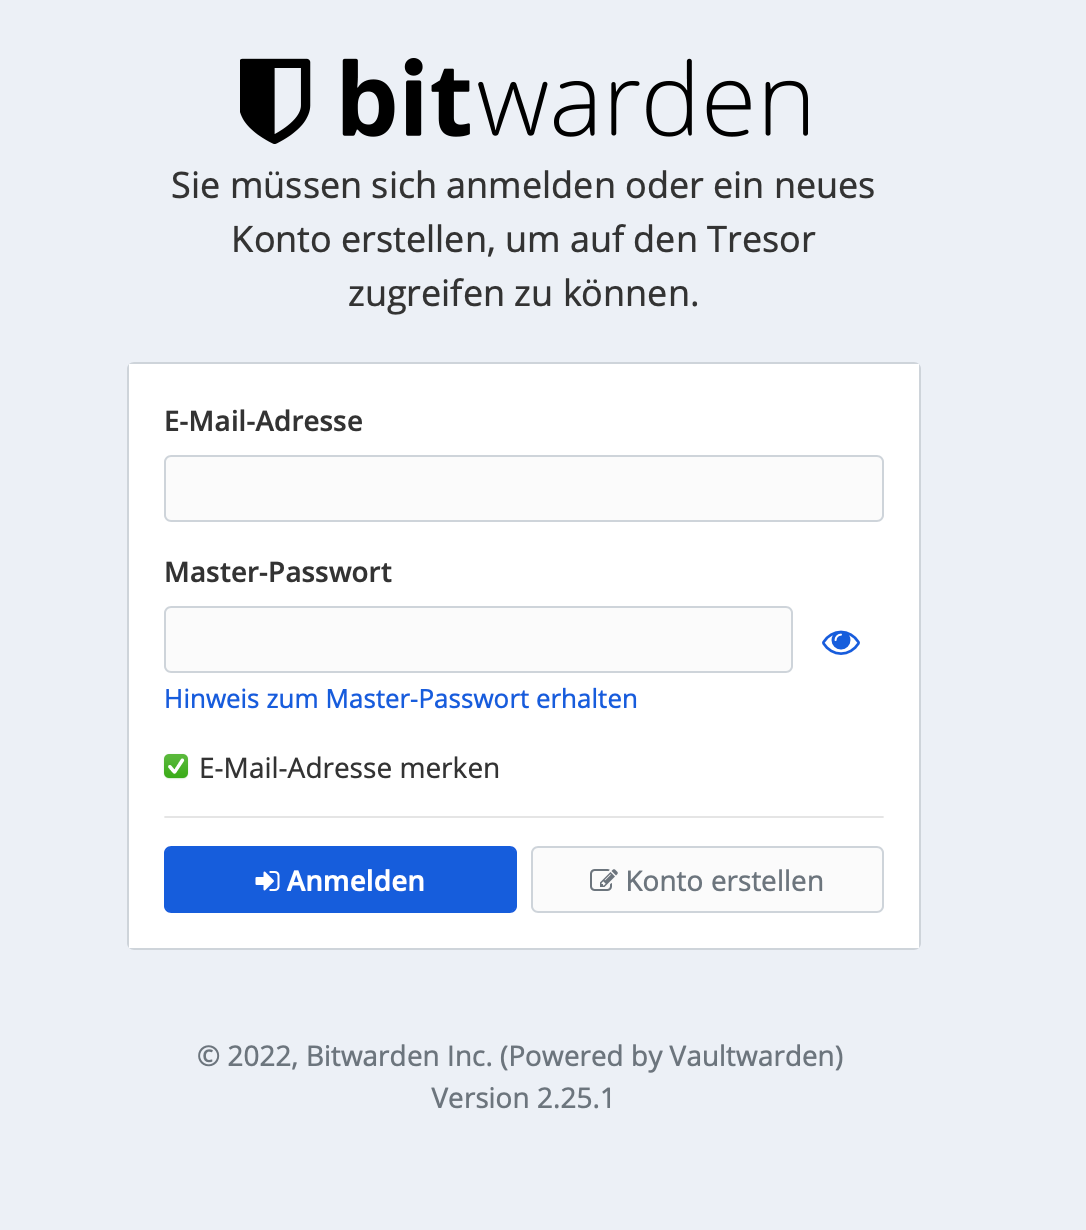 bitwarden
Sie müssen sich anmelden oder ein neues
Konto erstellen, um auf den Tresor
zugreifen zu können.
E-Mail-Adresse
Master-Passwort
Hinweis zum Master-Passwort erhalten
E-Mail-Adresse merken
Anmelden
Konto erstellen
© 2022, Bitwarden Inc. (Powered by Vaultwarden)
Version 2.25.1